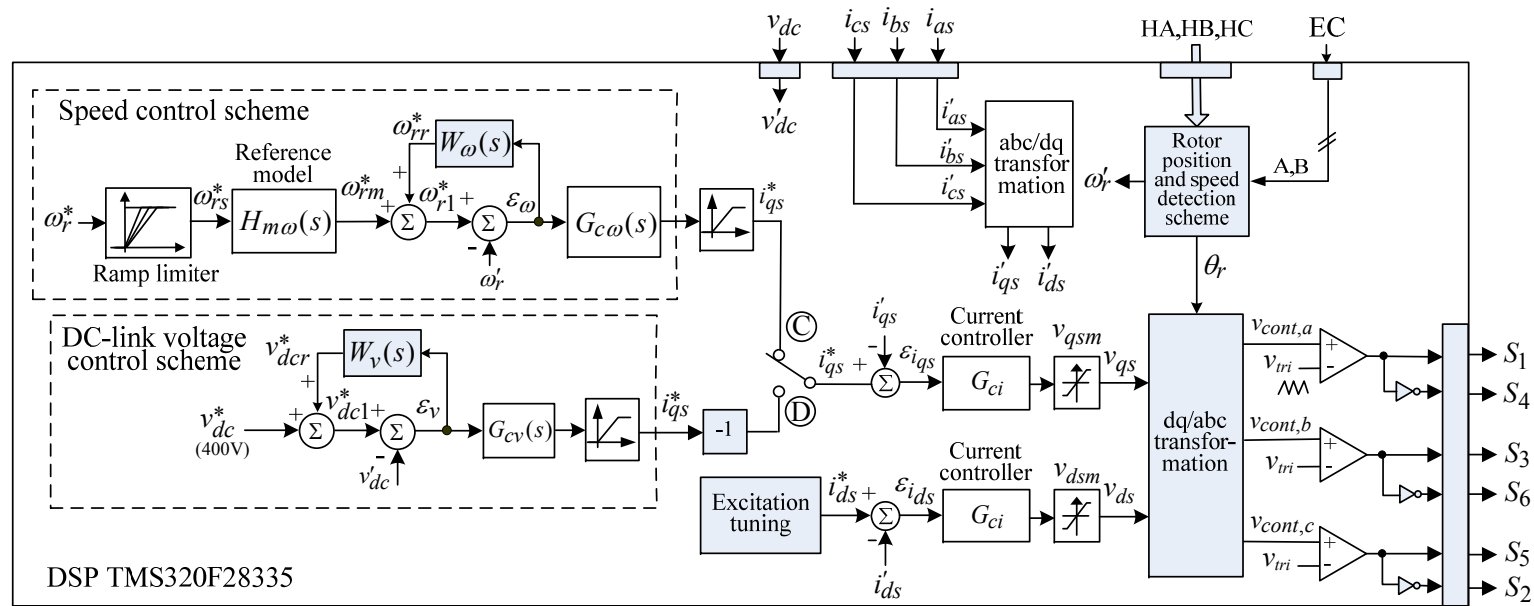 v_dc
i_cs i_bs i_as
HA,HB,HC
EC
v'_dc
i'_as
i'_bs
i'_cs
abc/dq
transfor
mation
i'_qs i'_ds
Rotor
position
and speed
detection
scheme
A,B
ω'_r
θ_r
Speed control scheme
ω*_r
Ramp limiter
ω*_rs
Reference
model
H_mω(s)
ω*_rm
+
Σ
ω*_rr
+
W_ω(s)
ω*_r1
+
Σ
-
ω'_r
ε_ω
G_cω(s)
i*_qs
C
DC-link voltage
control scheme
v*_dc
(400V)
+
Σ
v*_dcr
+
W_v(s)
v*_dc1
+
Σ
-
v'_dc
ε_v
G_cv(s)
i*_qs
-1
D
i*_qs
+
Σ
-
i'_qs
ε_iqs
Current
controller
G_ci
v_qsm
v_qs
Excitation
tuning
i*_ds
+
Σ
-
i'_ds
ε_ids
Current
controller
G_ci
v_dsm
v_ds
dq/abc
transfor-
mation
v_cont,a
v_tri
+
-
S_1
S_4
v_cont,b
v_tri
+
-
S_3
S_6
v_cont,c
v_tri
+
-
S_5
S_2
DSP TMS320F28335